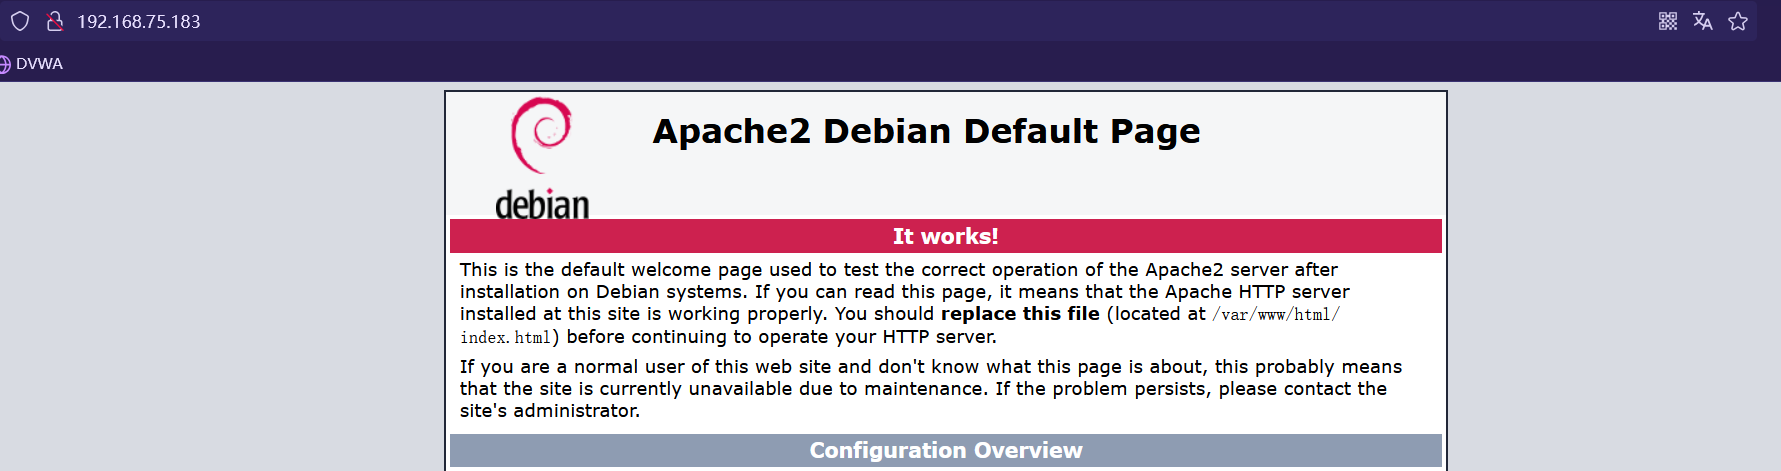 192.168.75.183
DVWA
debian
Apache2 Debian Default Page
It works!
This is the default welcome page used to test the correct operation of the Apache2 server after
installation on Debian systems. If you can read this page, it means that the Apache HTTP server
installed at this site is working properly. You should replace this file (located at /var/www/html/
index.html) before continuing to operate your HTTP server.
If you are a normal user of this web site and don't know what this page is about, this probably means
that the site is currently unavailable due to maintenance. If the problem persists, please contact the
site's administrator.
Configuration Overview